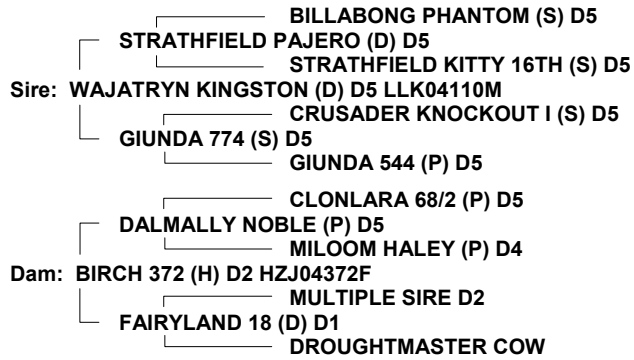 BILLABONG PHANTOM (S) D5
STRATHFIELD PAJERO (D) D5
STRATHFIELD KITTY 16TH (S) D5
Sire: WAJATRYN KINGSTON (D) D5 LLK04110M
CRUSADER KNOCKOUT I (S) D5
GIUNDA 774 (S) D5
GIUNDA 544 (P) D5
CLONLARA 68/2 (P) D5
DALMALLY NOBLE (P) D5
MILOOM HALEY (P) D4
Dam: BIRCH 372 (H) D2 HZJ04372F
MULTIPLE SIRE D2
FAIRYLAND 18 (D) D1
DROUGHTMASTER COW